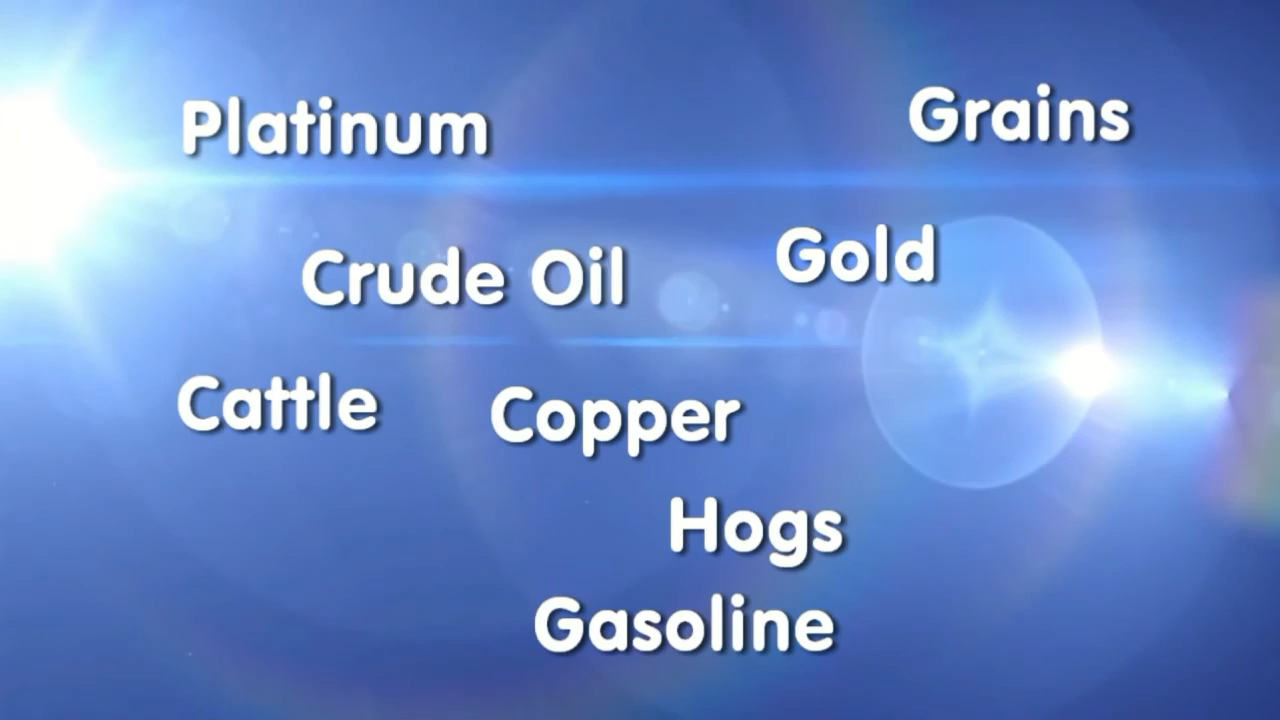 Platinum
Grains
Crude Oil
Gold
Cattle
Copper
Hogs
Gasoline